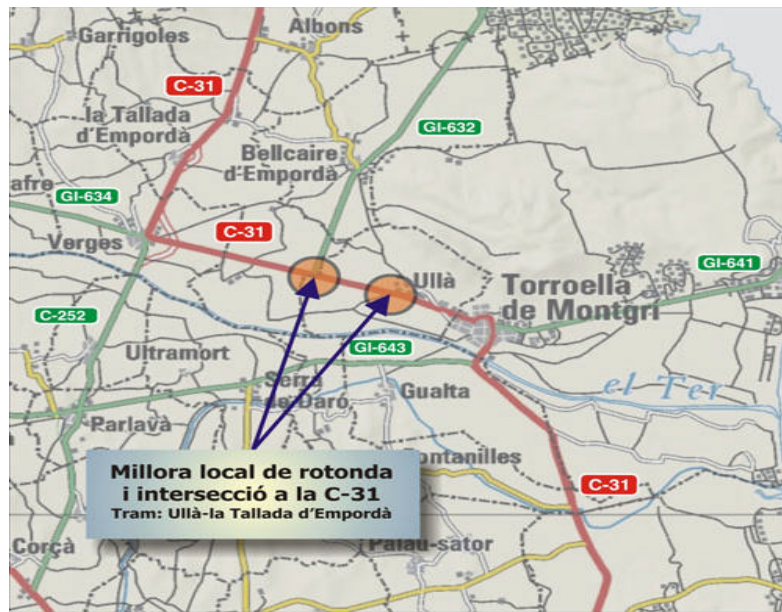 Garrigoles
Albons
C-31
la Tallada
d'Empordà
GI-632
Bellcaire
d'Empordà
GI-634
Verges
C-31
Ullà
Torroella
de Montgrí
GI-641
C-252
Ultramort
GI-643
el Ter
Serra
de Daró
Gualta
Parlavà
Millora local de rotonda
i intersecció a la C-31
Tram: Ullà-la Tallada d'Empordà
C-31
Corçà
Palau-sator